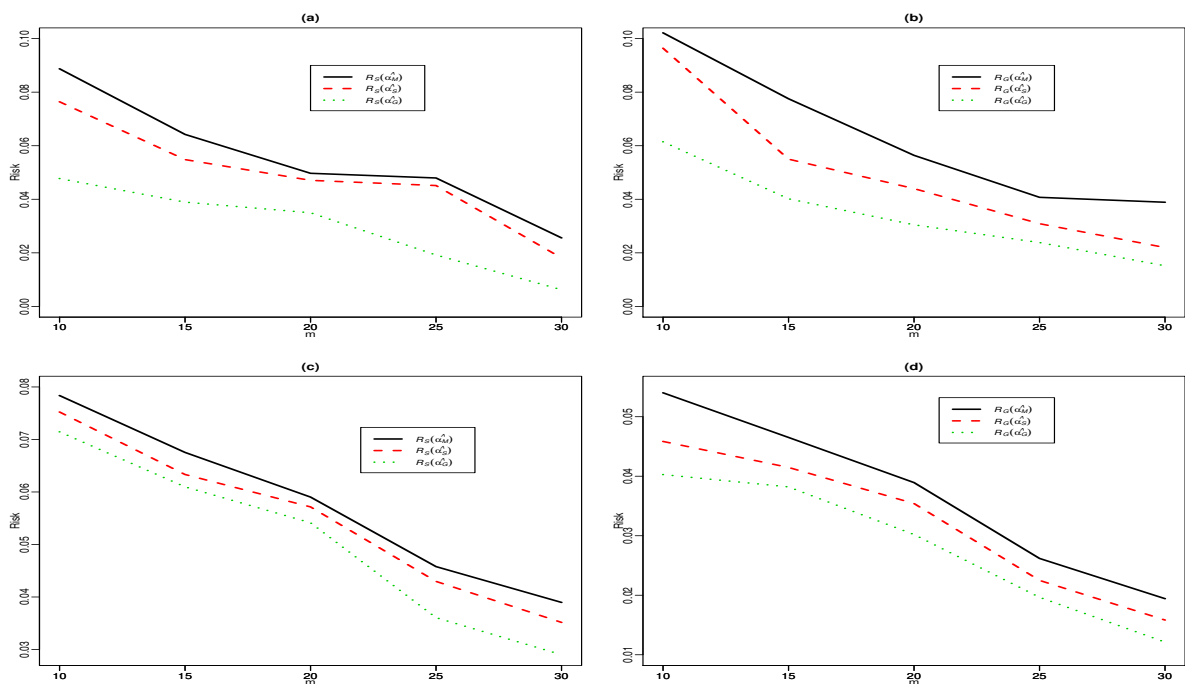 (a)
0.00 0.02 0.04 0.06 0.08 0.10
Risk
R_S(α̂_M)
R_S(α̂_S)
R_S(α̂_G)
10 15 20 25 30
m
(b)
0.00 0.02 0.04 0.06 0.08 0.10
Risk
R_G(α̂_M)
R_G(α̂_S)
R_G(α̂_G)
10 15 20 25 30
m
(c)
0.03 0.04 0.05 0.06 0.07 0.08
Risk
R_S(α̂_M)
R_S(α̂_S)
R_S(α̂_G)
10 15 20 25 30
m
(d)
0.01 0.02 0.03 0.04 0.05
Risk
R_G(α̂_M)
R_G(α̂_S)
R_G(α̂_G)
10 15 20 25 30
m